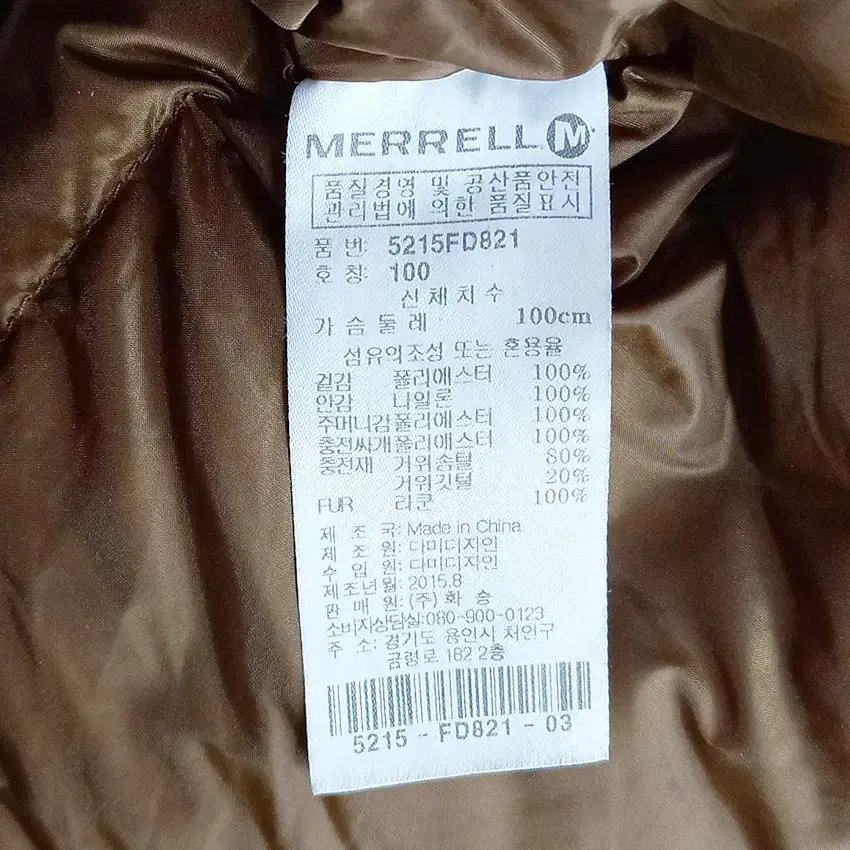 MERRELL M
품질경영 및 공산품안전
관리법에 의한 품질표시
품 번: 5215FD821
호 칭: 100
신체치수
가슴둘레 100cm
섬유의조성 또는 혼용율
겉감 폴리에스터 100%
안감 나일론 100%
주머니감 폴리에스터 100%
충전씨개 폴리에스터 100%
충전재 거위솜털 80%
거위깃털 20%
FUR 라쿤 100%
제 조 국: Made in China
제 조 원: 다미디자인
수 입 원: 다미디자인
제조년월: 2015.8
판 매 원: (주) 화 승
소비자상담실:080-900-0123
주 소: 경기도 용인시 처인구
금령로 182 2층
5215 - FD821 - 03